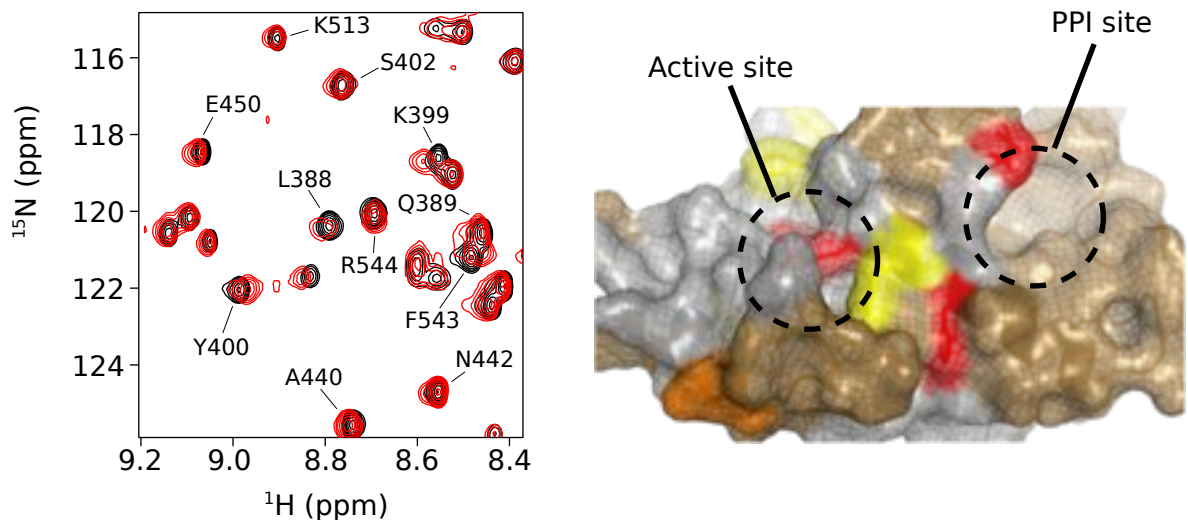 K513
S402
E450
K399
L388
Q389
R544
F543
Y400
N442
A440
116
118
120
122
124
¹⁵N (ppm)
9.2 9.0 8.8 8.6 8.4
¹H (ppm)
PPI site
Active site